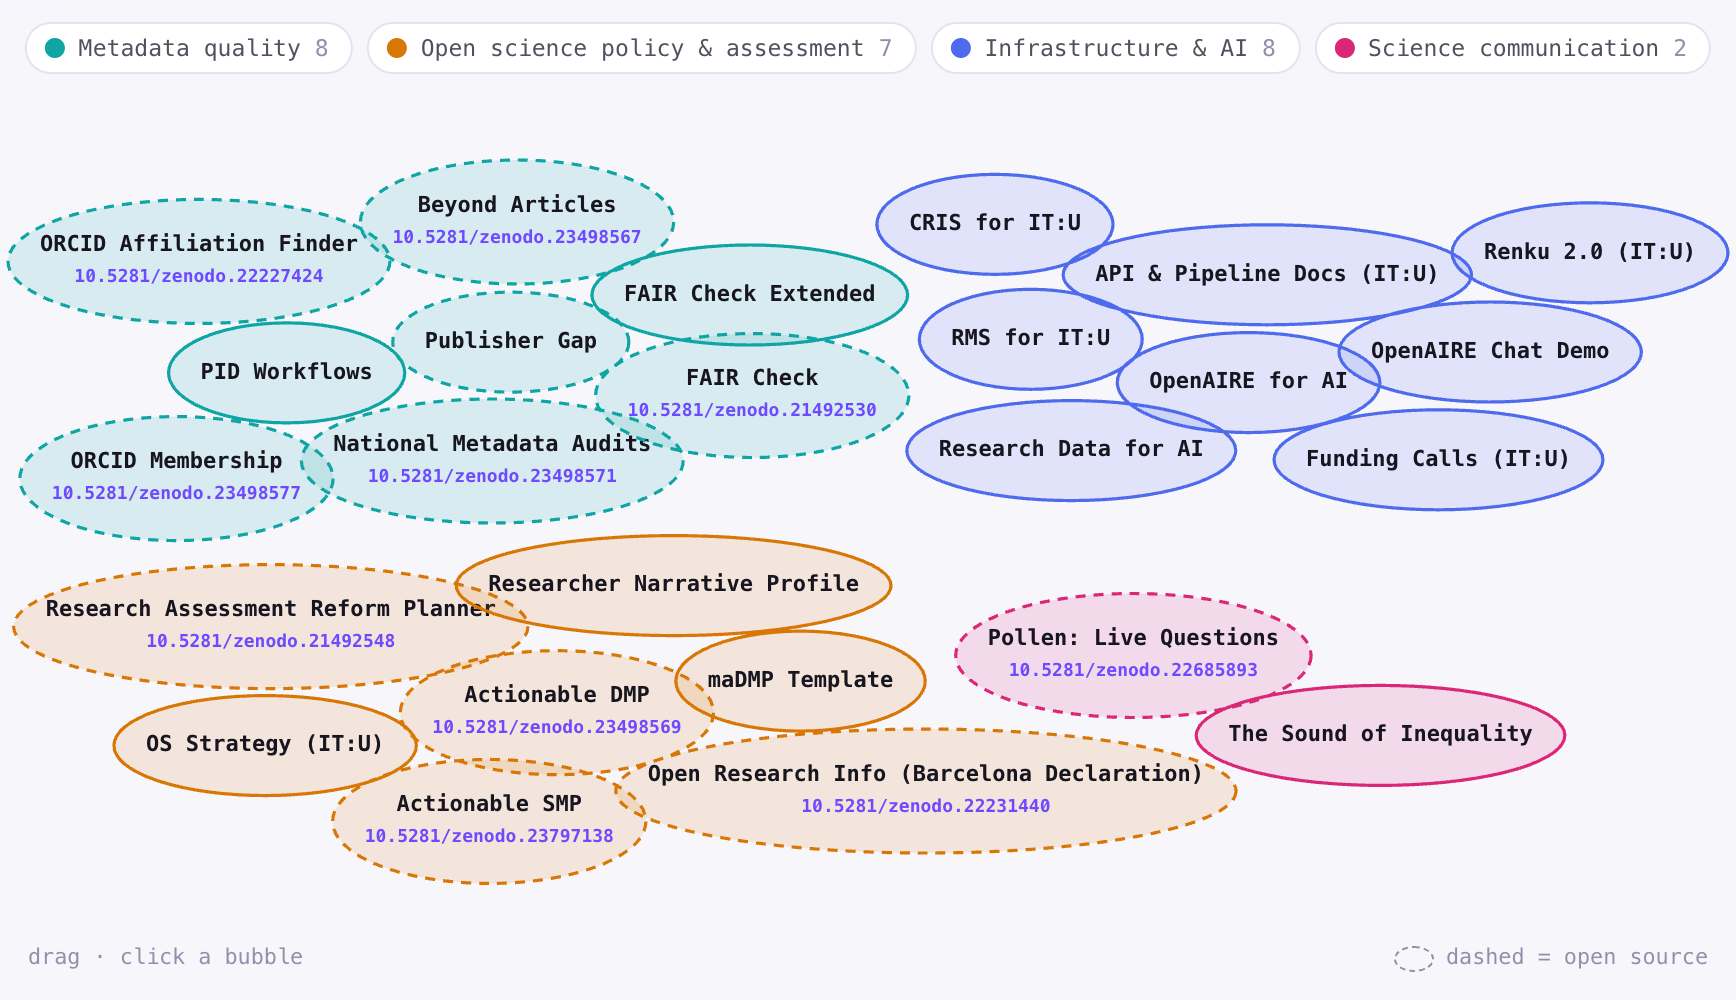 Metadata quality 8
Open science policy & assessment 7
Infrastructure & AI 8
Science communication 2
Beyond Articles
10.5281/zenodo.23498567
ORCID Affiliation Finder
10.5281/zenodo.22227424
FAIR Check Extended
Publisher Gap
PID Workflows
FAIR Check
10.5281/zenodo.21492530
National Metadata Audits
10.5281/zenodo.23498571
ORCID Membership
10.5281/zenodo.23498577
CRIS for IT:U
API & Pipeline Docs (IT:U)
Renku 2.0 (IT:U)
RMS for IT:U
OpenAIRE Chat Demo
OpenAIRE for AI
Research Data for AI
Funding Calls (IT:U)
Researcher Narrative Profile
Research Assessment Reform Planner
10.5281/zenodo.21492548
maDMP Template
Actionable DMP
10.5281/zenodo.23498569
OS Strategy (IT:U)
Open Research Info (Barcelona Declaration)
10.5281/zenodo.22231440
Actionable SMP
10.5281/zenodo.23797138
Pollen: Live Questions
10.5281/zenodo.22685893
The Sound of Inequality
drag · click a bubble
dashed = open source